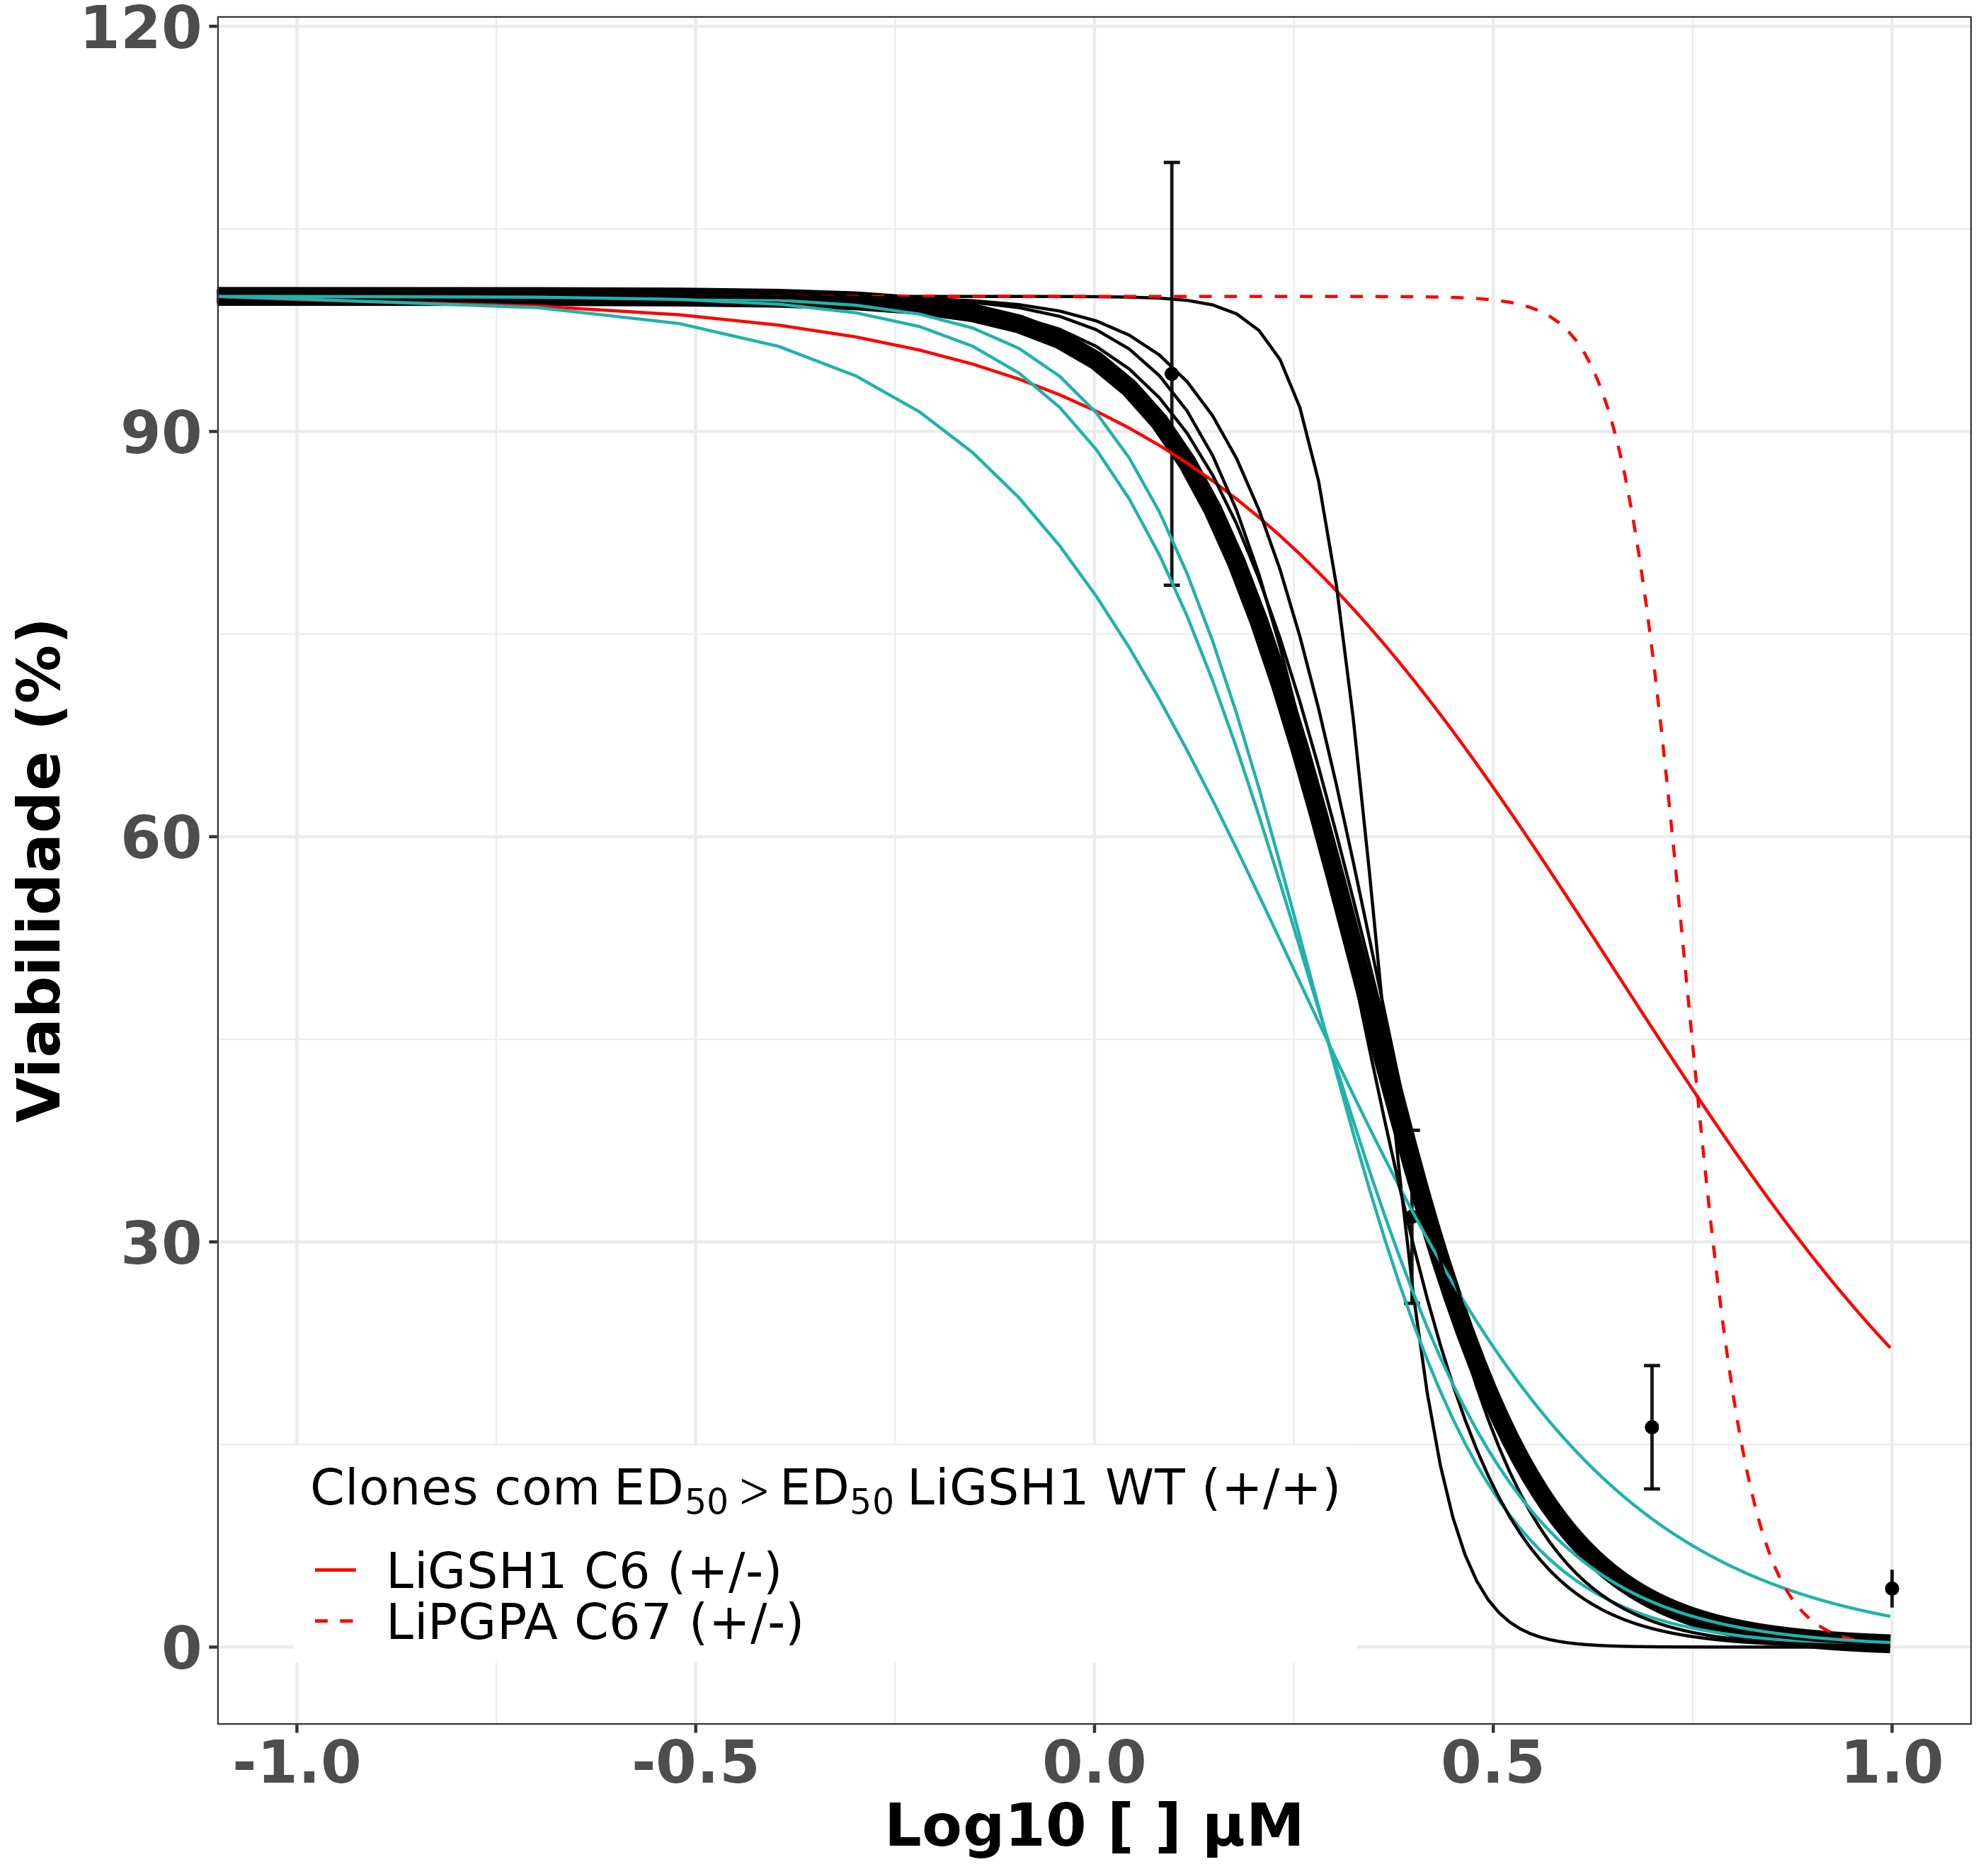 120
90
60
30
0
Viabilidade (%)
Clones com ED₅₀ > ED₅₀ LiGSH1 WT (+/+)
LiGSH1 C6 (+/-)
LiPGPA C67 (+/-)
-1.0 -0.5 0.0 0.5 1.0
Log10 [ ] µM